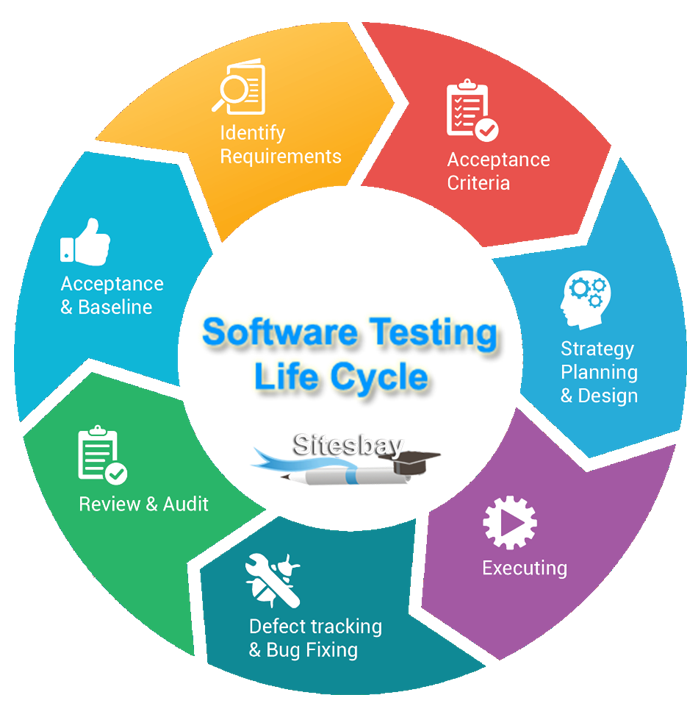 Identify
Requirements
Acceptance
Criteria
Strategy
Planning
& Design
Executing
Defect tracking
& Bug Fixing
Review & Audit
Acceptance
& Baseline
Software Testing
Life Cycle
Sitesbay